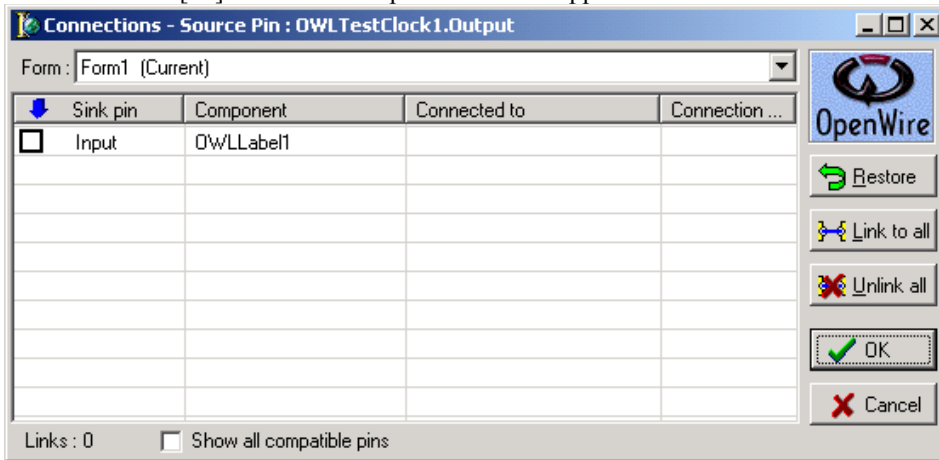 Connections - Source Pin : OWLTestClock1.Output
Form : Form1 (Current)
Sink pin Component Connected to Connection ...
Input OWLLabel1
OpenWire
Restore
Link to all
Unlink all
OK
Cancel
Links : 0 Show all compatible pins